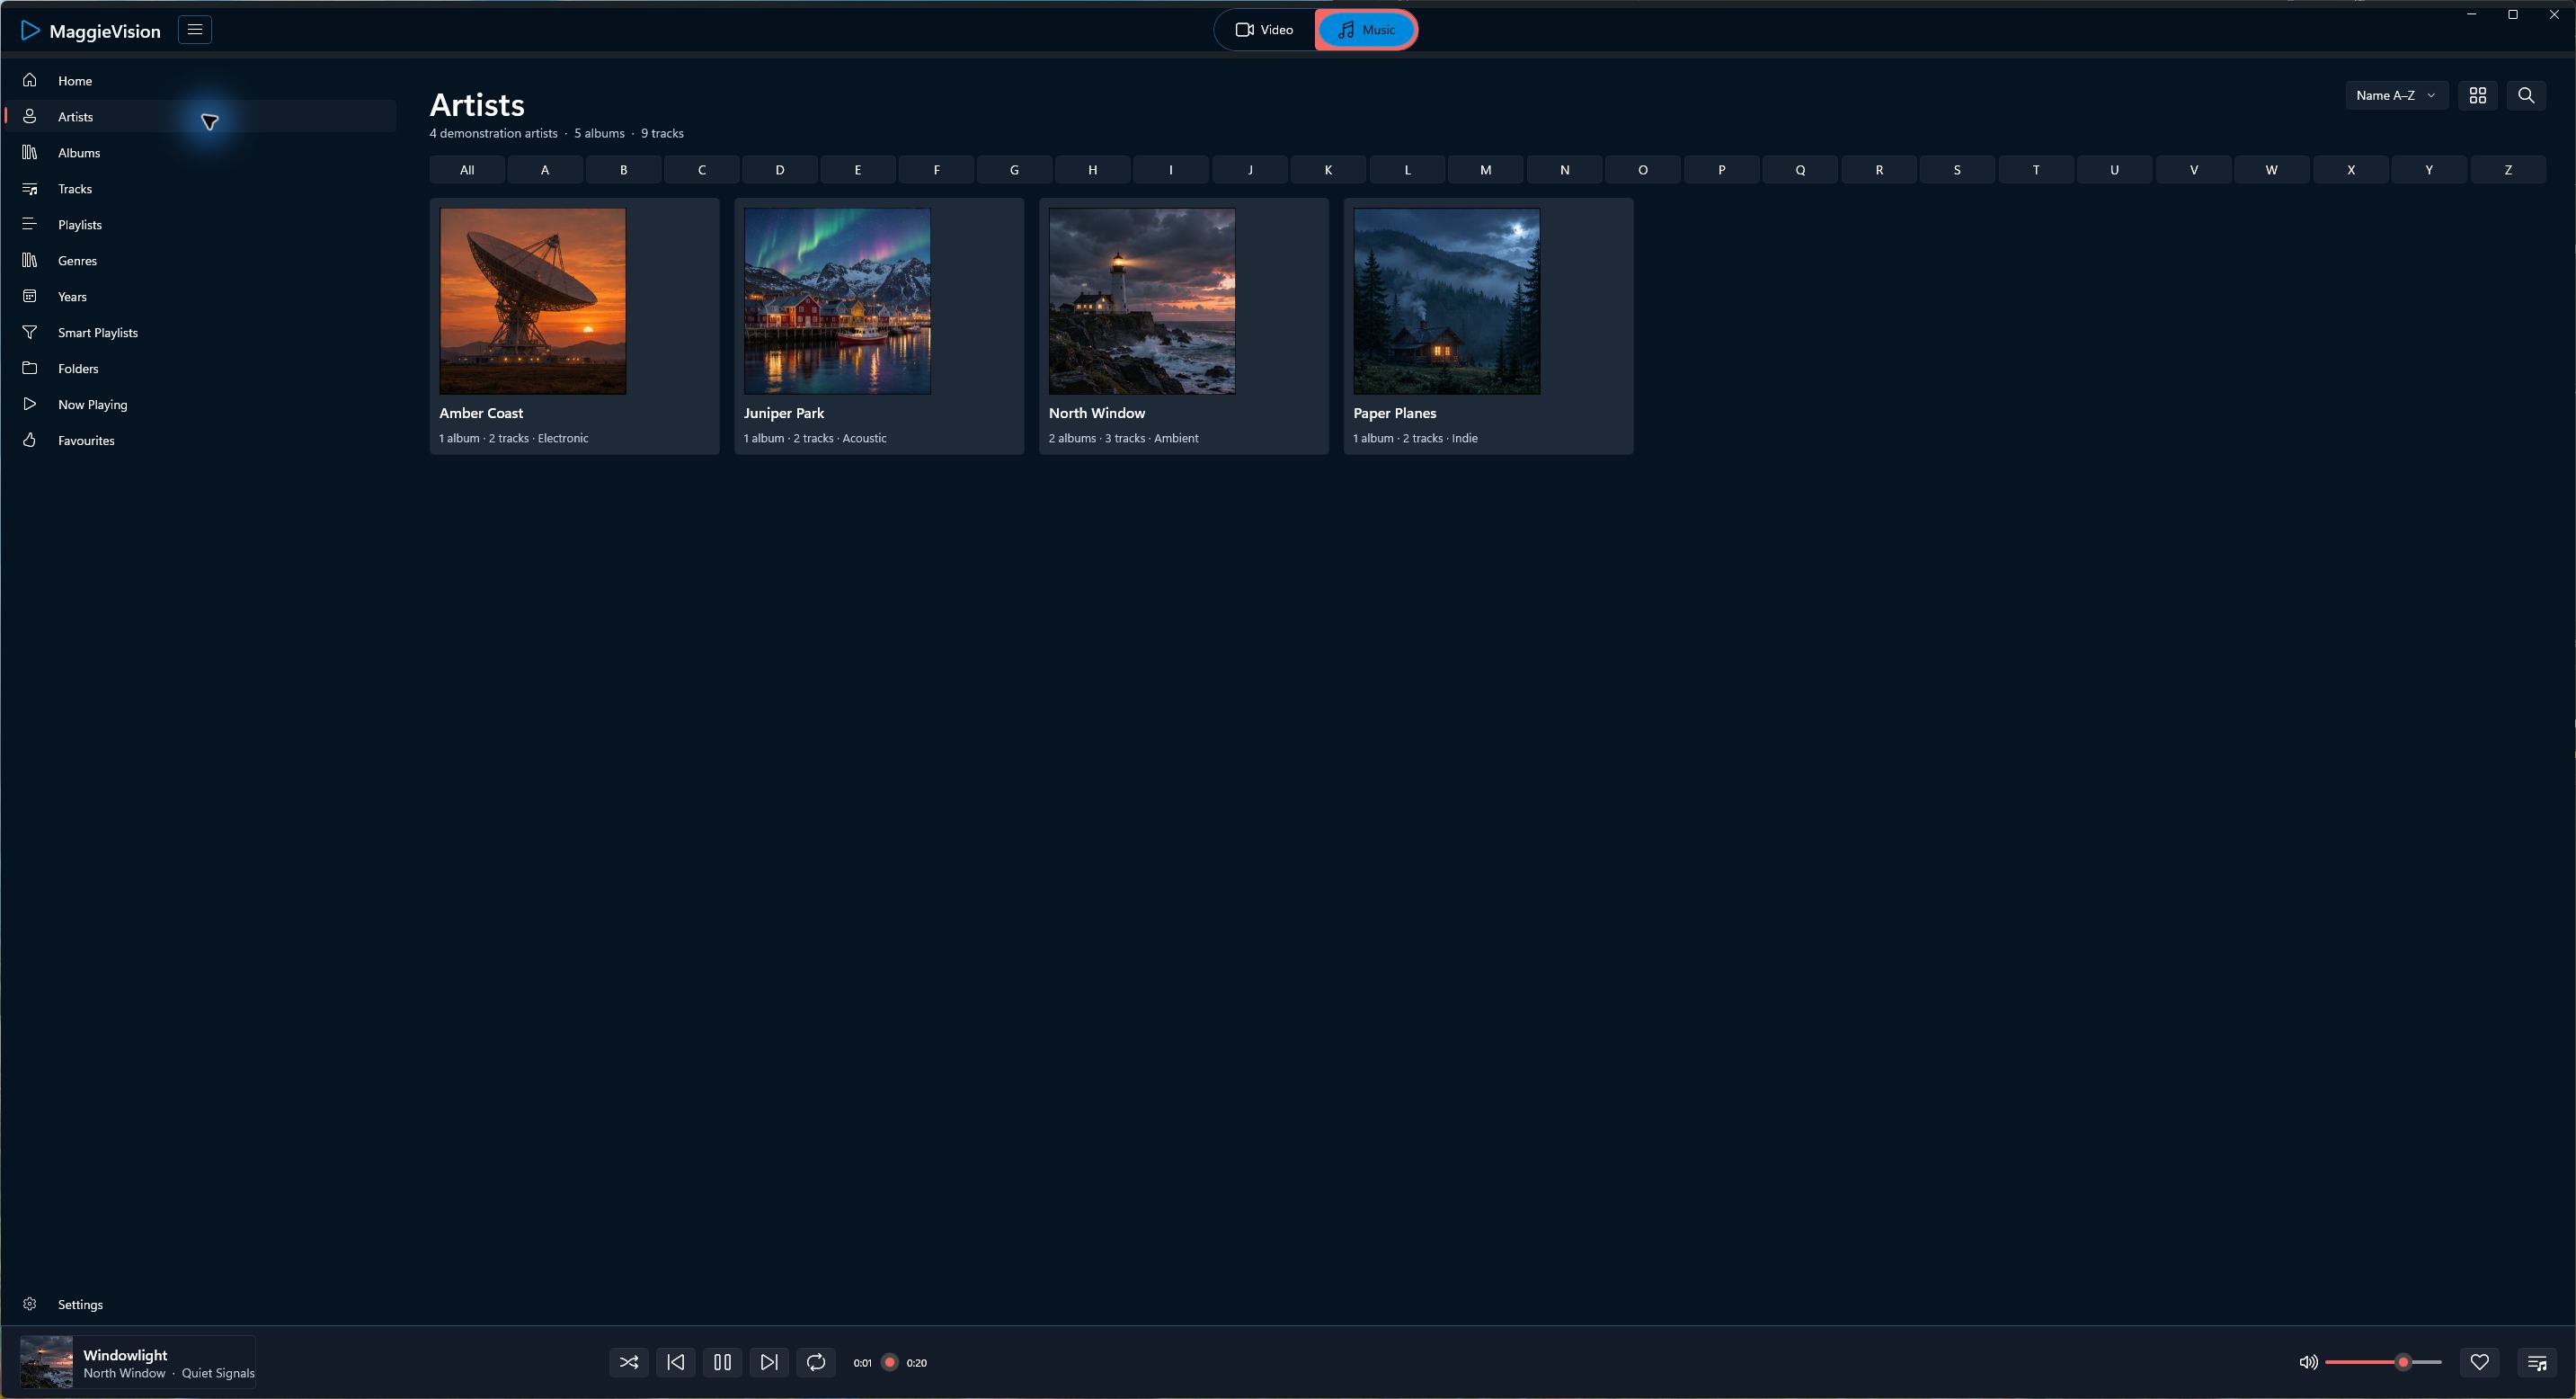 MaggieVision
Video Music
Home
Artists
Albums
Tracks
Playlists
Genres
Years
Smart Playlists
Folders
Now Playing
Favourites
Settings
Artists
4 demonstration artists · 5 albums · 9 tracks
Name A–Z
All A B C D E F G H I J K L M N O P Q R S T U V W X Y Z
Amber Coast
1 album · 2 tracks · Electronic
Juniper Park
1 album · 2 tracks · Acoustic
North Window
2 albums · 3 tracks · Ambient
Paper Planes
1 album · 2 tracks · Indie
Windowlight
North Window · Quiet Signals
0:01 0:20